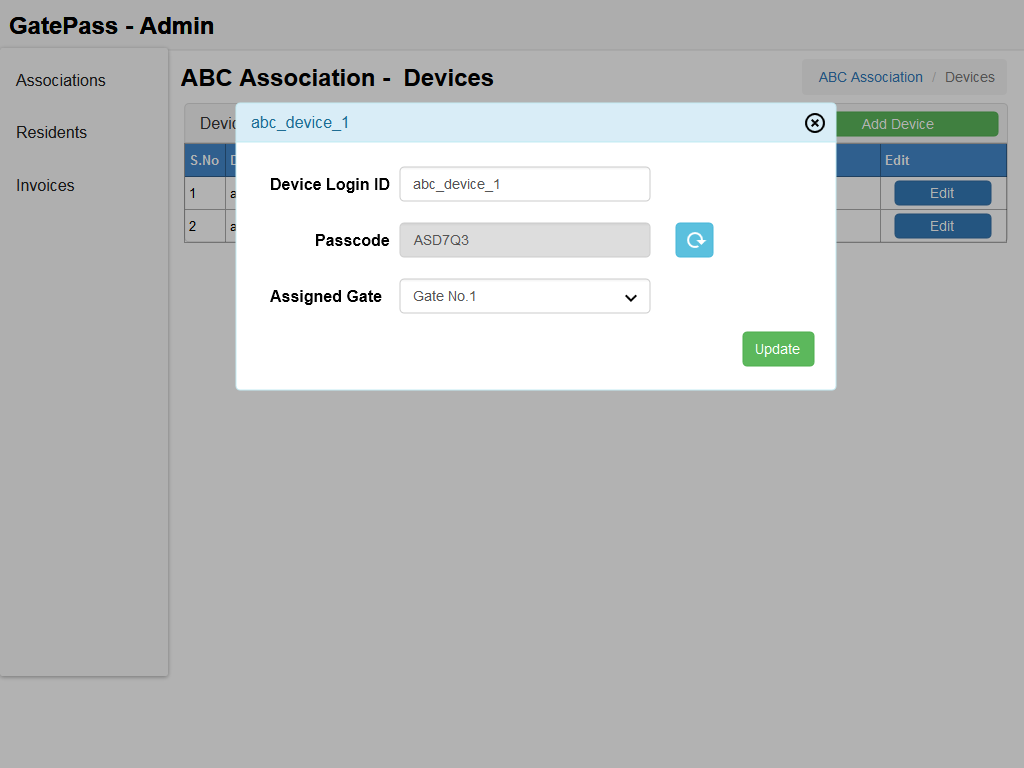 GatePass - Admin
Associations
Residents
Invoices
ABC Association - Devices
ABC Association / Devices
Add Device
S.No
Edit
1
Edit
2
Edit
abc_device_1
Device Login ID abc_device_1
Passcode ASD7Q3
Assigned Gate Gate No.1
Update